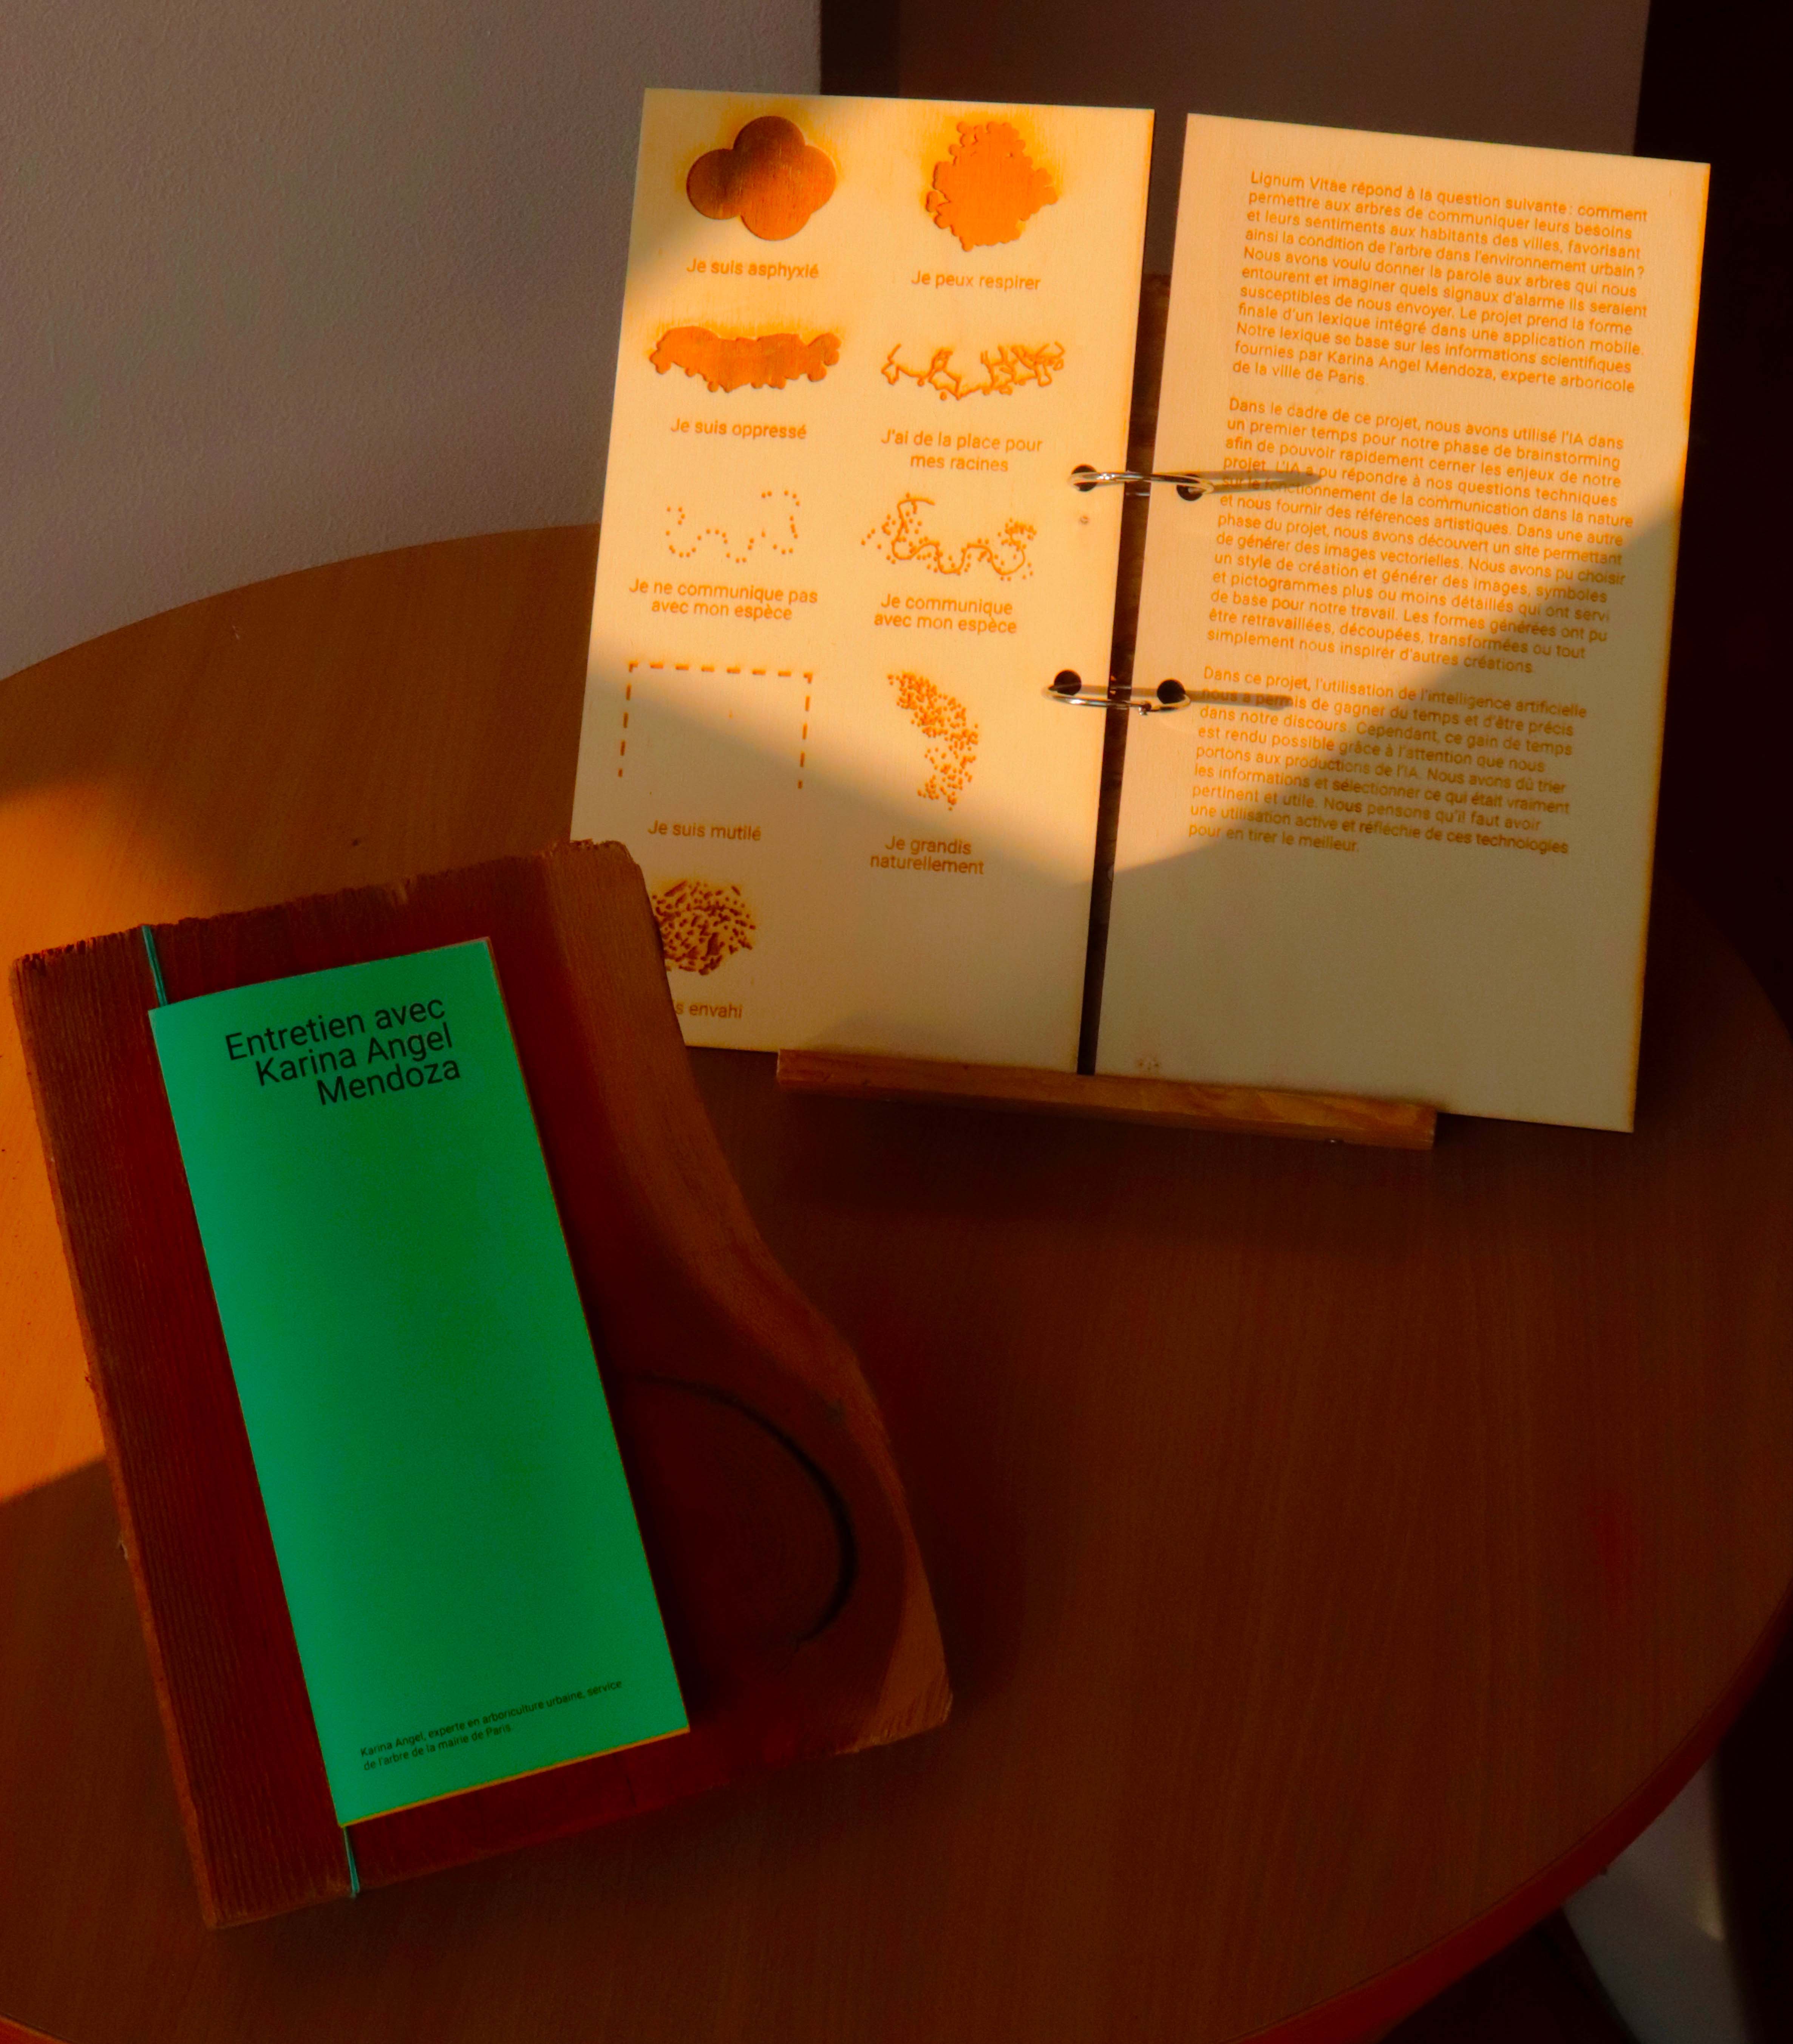 Je suis asphyxié
Je peux respirer
Je suis oppressé
J'ai de la place pour
mes racines
Je ne communique pas
avec mon espèce
Je communique
avec mon espèce
Je suis mutilé
Je grandis
naturellement
envahi
Lignum Vitae répond à la question suivante : comment
permettre aux arbres de communiquer leurs besoins
et leurs sentiments aux habitants des villes, favorisant
ainsi la condition de l'arbre dans l'environnement urbain ?
Nous avons voulu donner la parole aux arbres qui nous
entourent et imaginer quels signaux d'alarme ils seraient
susceptibles de nous envoyer. Le projet prend la forme
finale d'un lexique intégré dans une application mobile.
Notre lexique se base sur les informations scientifiques
fournies par Karina Angel Mendoza, experte arboricole
de la ville de Paris.
Dans le cadre de ce projet, nous avons utilisé l'IA dans
un premier temps pour notre phase de brainstorming
afin de pouvoir rapidement cerner les enjeux de notre
projet. L'IA a pu répondre à nos questions techniques
sur le fonctionnement de la communication dans la nature
et nous fournir des références artistiques. Dans une autre
phase du projet, nous avons découvert un site permettant
de générer des images vectorielles. Nous avons pu choisir
un style de création et générer des images, symboles
et pictogrammes plus ou moins détaillés qui ont servi
de base pour notre travail. Les formes générées ont pu
être retravaillées, découpées, transformées ou tout
simplement nous inspirer d'autres créations.
Dans ce projet, l'utilisation de l'intelligence artificielle
nous a permis de gagner du temps et d'être précis
dans notre discours. Cependant, ce gain de temps
est rendu possible grâce à l'attention que nous
portons aux productions de l'IA. Nous avons dû trier
les informations et sélectionner ce qui était vraiment
pertinent et utile. Nous pensons qu'il faut avoir
une utilisation active et réfléchie de ces technologies
pour en tirer le meilleur.
Entretien avec
Karina Angel
Mendoza
Karina Angel, experte en arboriculture urbaine, service
de l'arbre de la mairie de Paris